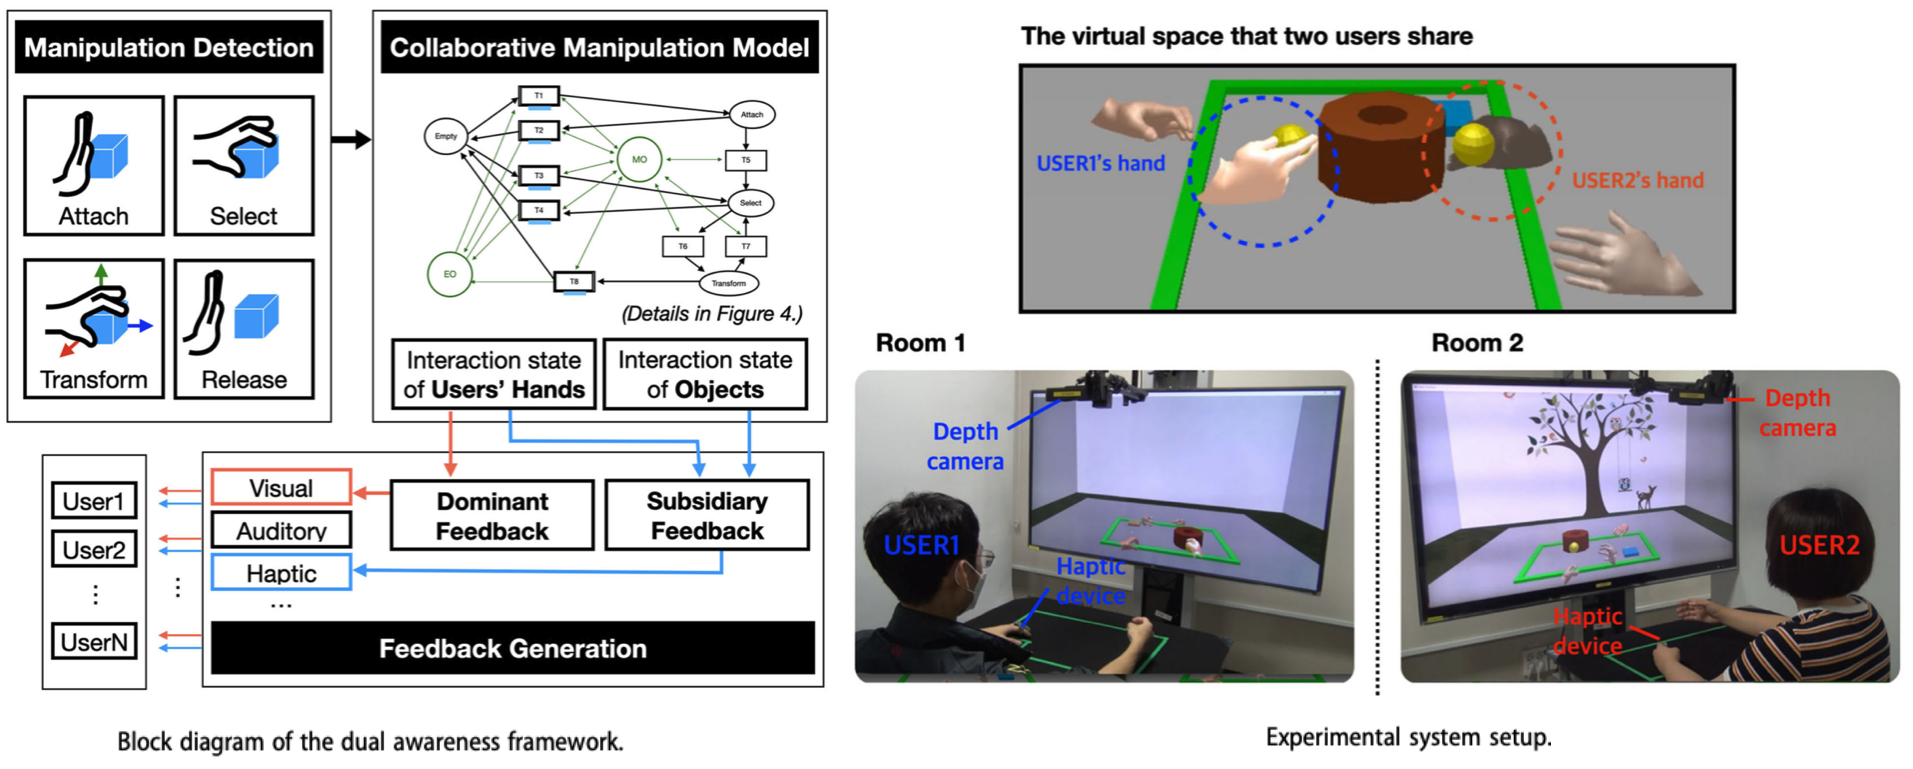 Manipulation Detection
Attach
Select
Transform
Release
Collaborative Manipulation Model
T1
Attach
Empty
T2
MO
T5
T3
Select
T4
T6
T7
EO
T8
Transform
(Details in Figure 4.)
Interaction state
of Users' Hands
Interaction state
of Objects
User1
User2
UserN
Visual
Auditory
Haptic
...
Dominant
Feedback
Subsidiary
Feedback
Feedback Generation
Block diagram of the dual awareness framework.
The virtual space that two users share
USER1's hand
USER2's hand
Room 1
Depth
camera
USER1
Haptic
device
Room 2
Depth
camera
USER2
Haptic
device
Experimental system setup.